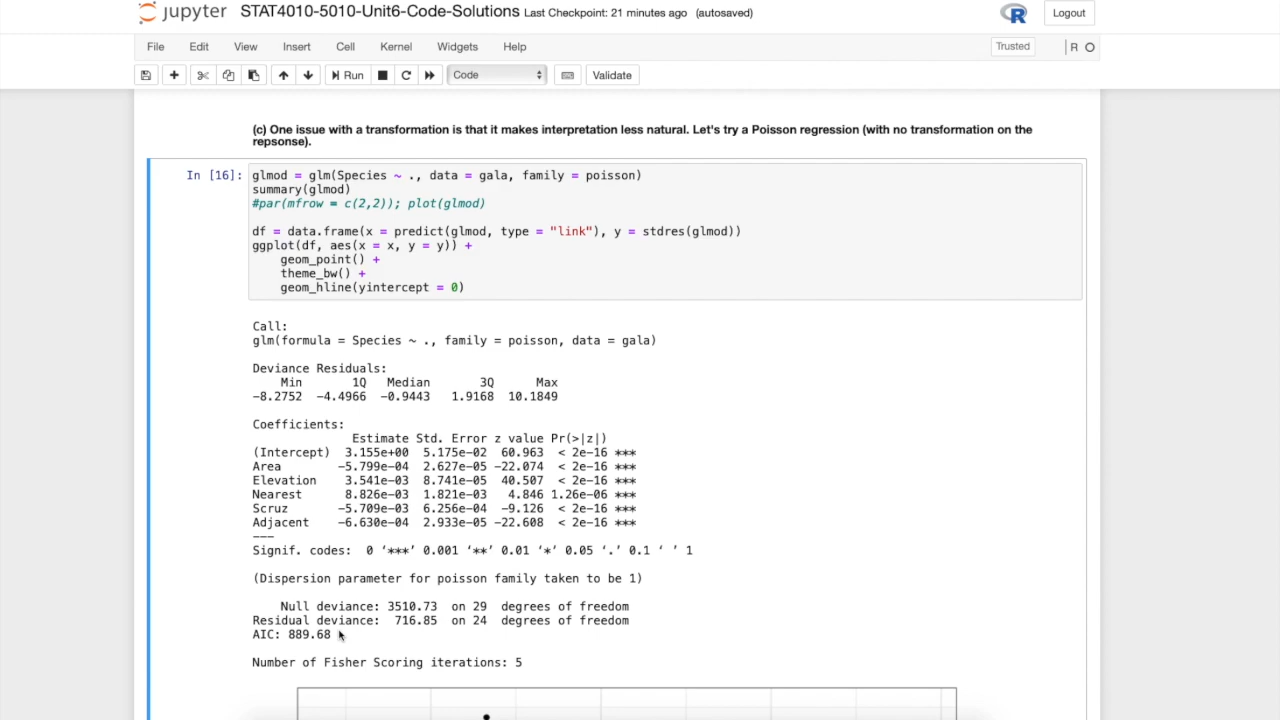 jupyter STAT4010-5010-Unit6-Code-Solutions Last Checkpoint: 21 minutes ago (autosaved) R Logout
File Edit View Insert Cell Kernel Widgets Help Trusted R
Run Code Validate
(c) One issue with a transformation is that it makes interpretation less natural. Let's try a Poisson regression (with no transformation on the
repsonse).
In [16]: glmod = glm(Species ~ ., data = gala, family = poisson)
summary(glmod)
#par(mfrow = c(2,2)); plot(glmod)
df = data.frame(x = predict(glmod, type = "link"), y = stdres(glmod))
ggplot(df, aes(x = x, y = y)) +
geom_point() +
theme_bw() +
geom_hline(yintercept = 0)
Call:
glm(formula = Species ~ ., family = poisson, data = gala)
Deviance Residuals:
Min 1Q Median 3Q Max
-8.2752 -4.4966 -0.9443 1.9168 10.1849
Coefficients:
Estimate Std. Error z value Pr(>|z|)
(Intercept) 3.155e+00 5.175e-02 60.963 < 2e-16 ***
Area -5.799e-04 2.627e-05 -22.074 < 2e-16 ***
Elevation 3.541e-03 8.741e-05 40.507 < 2e-16 ***
Nearest 8.826e-03 1.821e-03 4.846 1.26e-06 ***
Scruz -5.709e-03 6.256e-04 -9.126 < 2e-16 ***
Adjacent -6.630e-04 2.933e-05 -22.608 < 2e-16 ***
---
Signif. codes: 0 ‘***’ 0.001 ‘**’ 0.01 ‘*’ 0.05 ‘.’ 0.1 ‘ ’ 1
(Dispersion parameter for poisson family taken to be 1)
Null deviance: 3510.73 on 29 degrees of freedom
Residual deviance: 716.85 on 24 degrees of freedom
AIC: 889.68
Number of Fisher Scoring iterations: 5